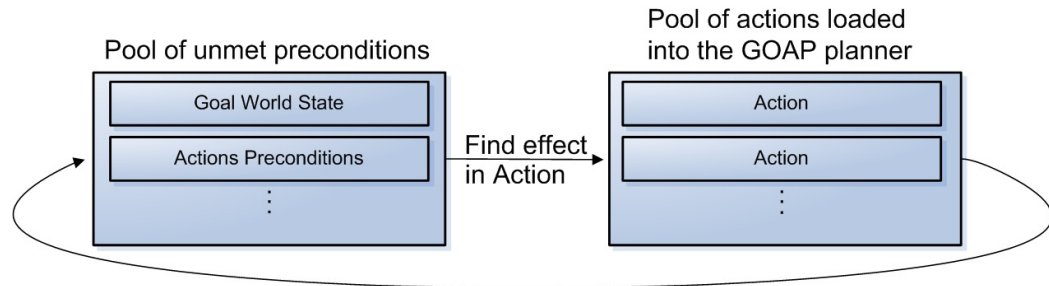 Pool of unmet preconditions
Goal World State
Actions Preconditions
Find effect
in Action
Pool of actions loaded
into the GOAP planner
Action
Action